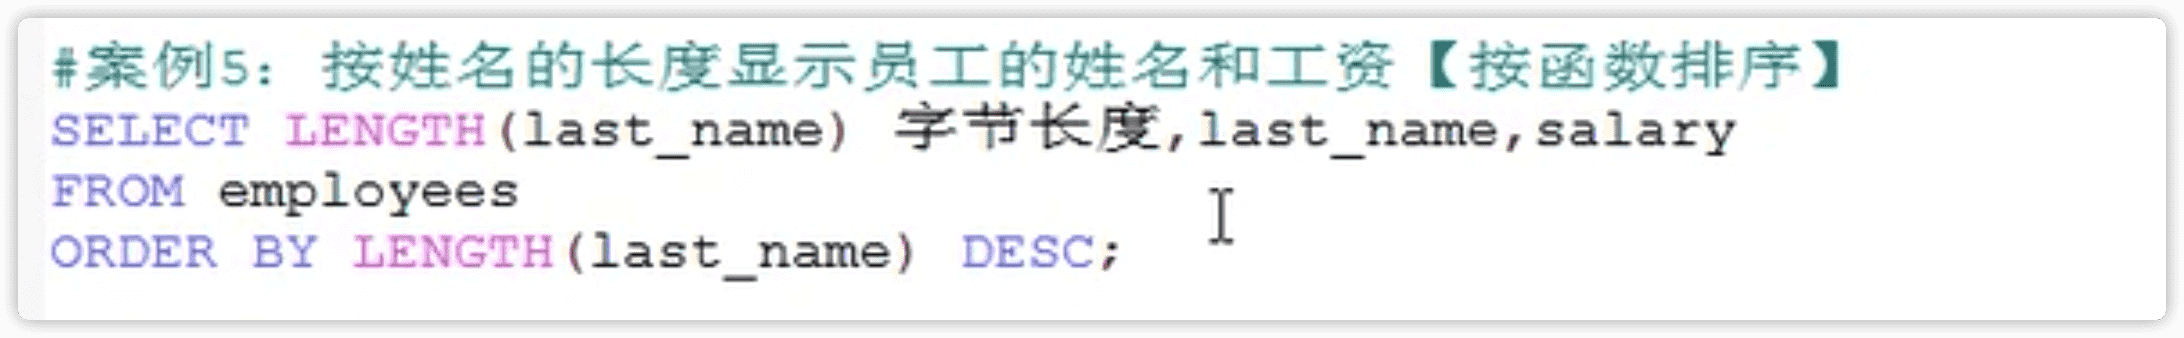 #案例5：按姓名的长度显示员工的姓名和工资【按函数排序】
SELECT LENGTH(last_name) 字节长度,last_name,salary
FROM employees
ORDER BY LENGTH(last_name) DESC;